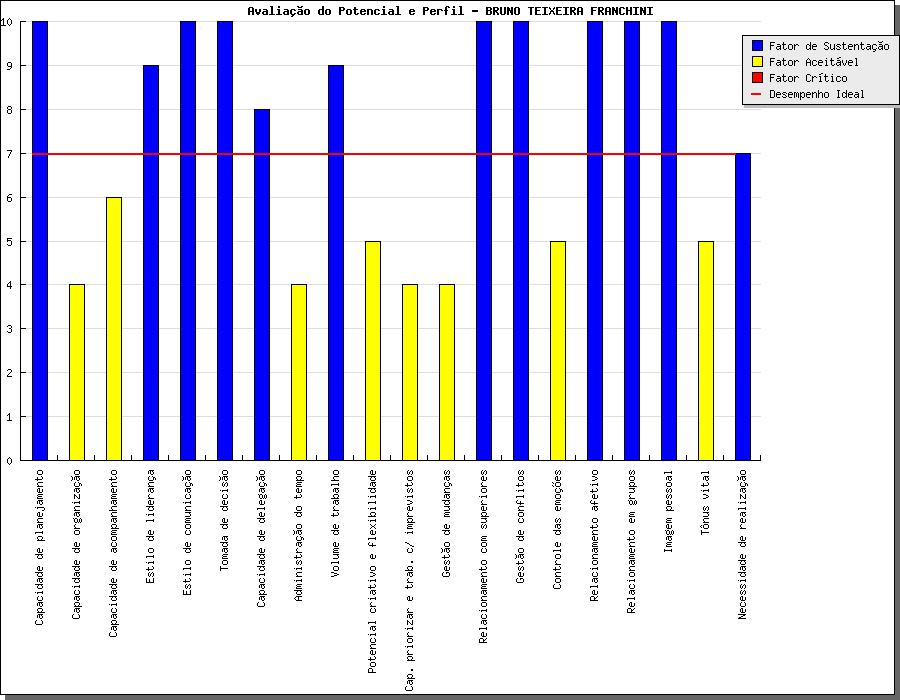 Avaliação do Potencial e Perfil - BRUNO TEIXEIRA FRANCHINI
Fator de Sustentação
Fator Aceitável
Fator Crítico
Desempenho Ideal
10
9
8
7
6
5
4
3
2
1
0
Capacidade de planejamento
Capacidade de organização
Capacidade de acompanhamento
Estilo de liderança
Estilo de comunicação
Tomada de decisão
Capacidade de delegação
Administração do tempo
Volume de trabalho
Potencial criativo e flexibilidade
Cap. priorizar e trab. c/ imprevistos
Gestão de mudanças
Relacionamento com superiores
Gestão de conflitos
Controle das emoções
Relacionamento afetivo
Relacionamento em grupos
Imagem pessoal
Tônus vital
Necessidade de realização